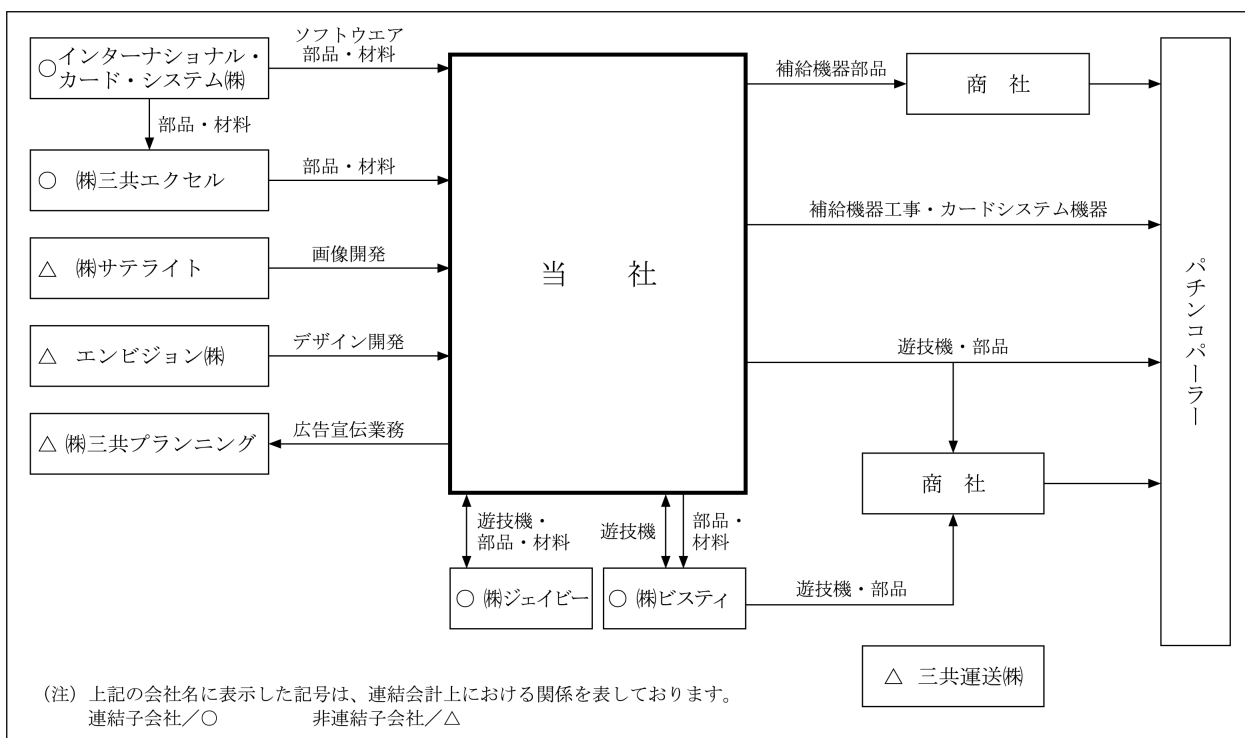 ○インターナショナル・
カード・システム㈱
ソフトウエア
部品・材料
部品・材料
○ ㈱三共エクセル
部品・材料
△ ㈱サテライト
画像開発
△ エンビジョン㈱
デザイン開発
△ ㈱三共プランニング
広告宣伝業務
当 社
補給機器部品
商 社
補給機器工事・カードシステム機器
遊技機・部品
商 社
パチンコパーラー
遊技機・
部品・材料
遊技機
部品・
材料
○ ㈱ジェイビー
○ ㈱ビスティ
遊技機・部品
△ 三共運送㈱
(注) 上記の会社名に表示した記号は、連結会計上における関係を表しております。
連結子会社／○ 非連結子会社／△